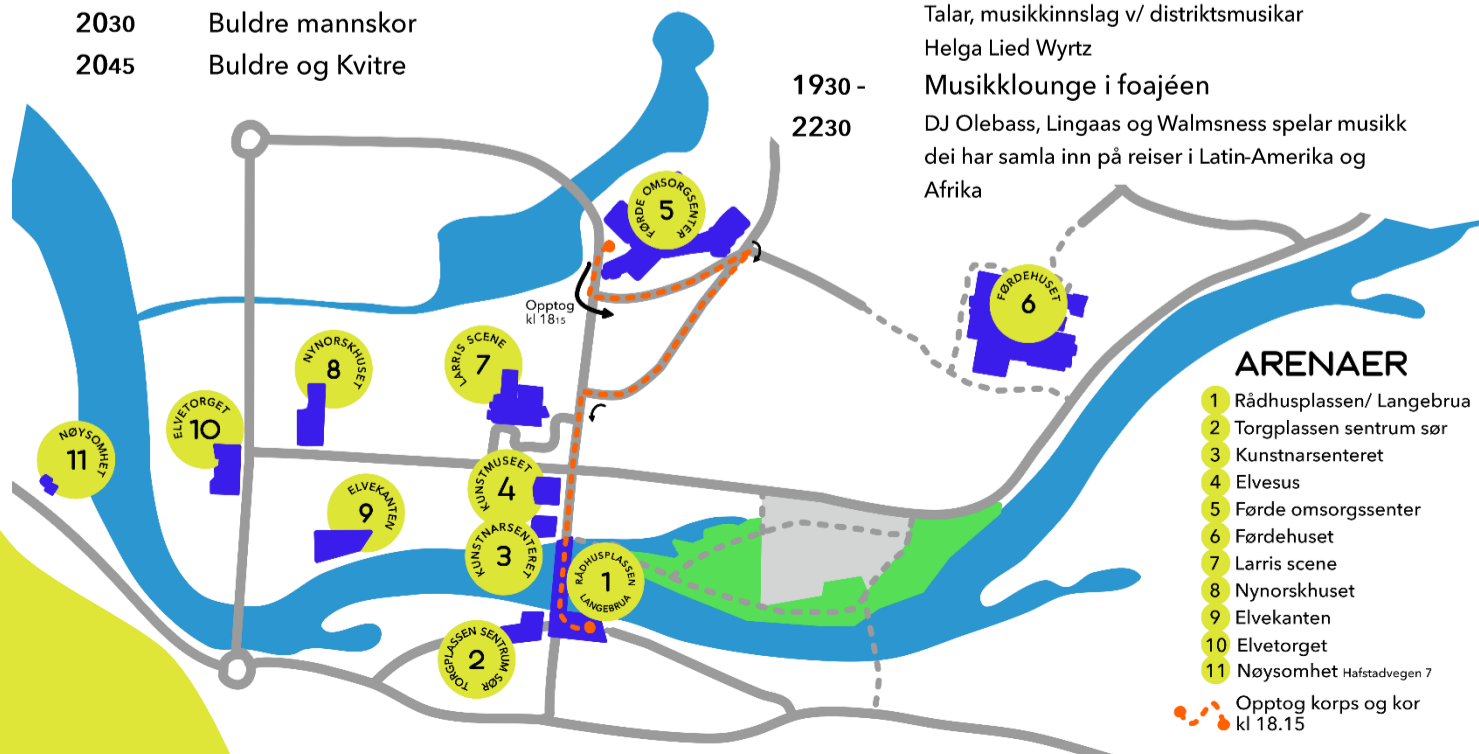 2030 Buldre mannskor
2045 Buldre og Kvitre
Talar, musikkinnslag v/ distriktsmusikar
Helga Lied Wyrtz
1930 - Musikklounge i foajéen
2230 DJ Olebass, Lingaas og Walmsness spelar musikk
dei har samla inn på reiser i Latin-Amerika og
Afrika
FØRDE OMSORGSENTER
5
Opptog
kl 1815
FØRDEHUSET
6
NYNORSKHUSET
8
LARRIS SCENE
7
ELVETORGET
10
NØYSOMHET
11
ELVEKANTEN
9
KUNSTMUSEET
4
KUNSTNARSENTERET
3
RÅDHUSPLASSEN
1
LANGEBRUA
TORGPLASSEN SENTRUM SØR
2
ARENAER
1 Rådhusplassen/ Langebrua
2 Torgplassen sentrum sør
3 Kunstnarsenteret
4 Elvesus
5 Førde omsorgssenter
6 Førdehuset
7 Larris scene
8 Nynorskhuset
9 Elvekanten
10 Elvetorget
11 Nøysomhet Hafstadvegen 7
Opptog korps og kor
kl 18.15